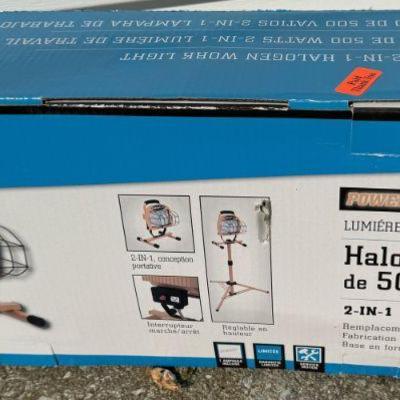 2-IN-1 HALOGEN WORK LIGHT
DE 500 WATTS 2-IN-1 LUMIÈRE DE TRAVAIL
DE 500 VATIOS 2-IN-1 LÁMPARA DE TRABAJO
POWE
LUMIÈRE
Halo
de 50
2-IN-1
Remplacem
Fabrication
Base en for
2-IN-1, conception
portative
Interrupteur
marche/arrêt
Réglable en
hauteur
LIMITÉE